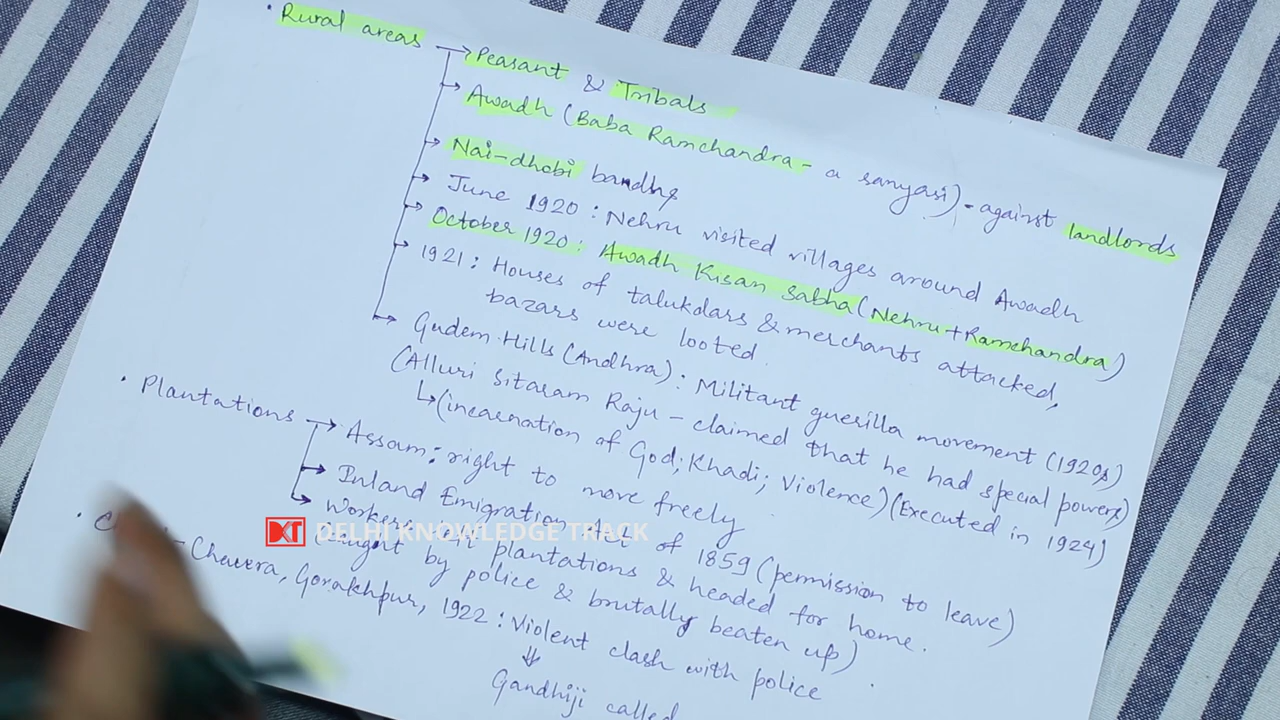 • Rural areas → Peasant & Tribals
→ Awadh (Baba Ramchandra - a sanyasi) - against landlords
→ Nai-dhobi bandhs
→ June 1920 : Nehru visited villages around Awadh
→ October 1920 : Awadh Kisan Sabha (Nehru + Ramchandra)
→ 1921 : Houses of talukdars & merchants attacked,
bazars were looted.
→ Gudem Hills (Andhra) : Militant guerilla movement (1920s)
(Alluri Sitaram Raju - claimed that he had special powers)
↳ (incarnation of God; Khadi; Violence) (Executed in 1924)
• Plantations → Assam : right to move freely
→ Inland Emigration Act of 1859 (permission to leave)
→ Workers plantations & headed for home.
caught by police & brutally beaten up)
• - Chaura, Gorakhpur, 1922 : Violent clash with police
⇓
Gandhiji called
DKT DELHI KNOWLEDGE TRACK